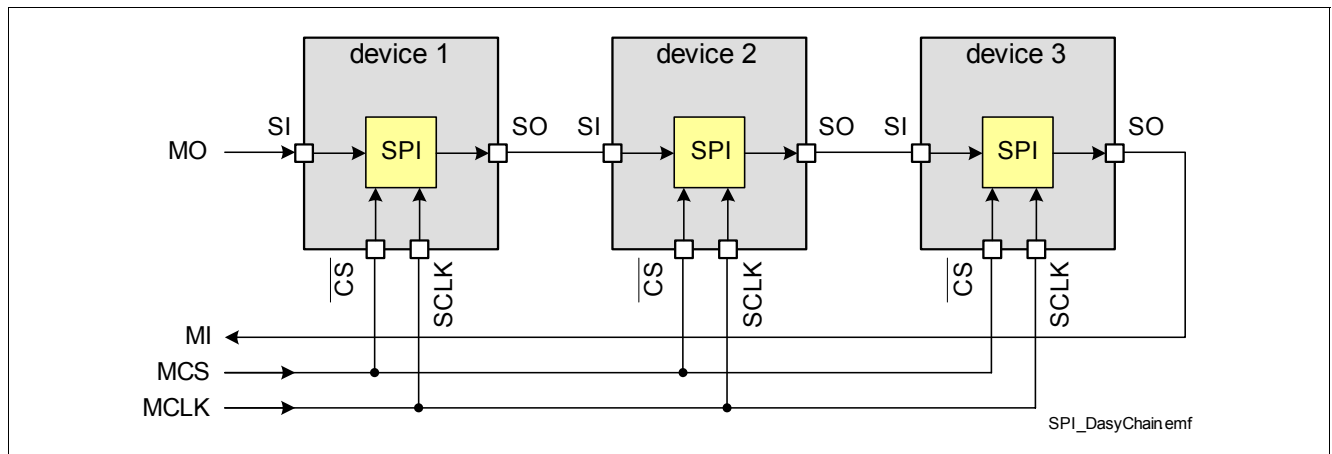 device 1
device 2
device 3
MO
SI
SPI
SO
SI
SPI
SO
SI
SPI
SO
CS
SCLK
CS
SCLK
CS
SCLK
MI
MCS
MCLK
SPI_DasyChain.emf